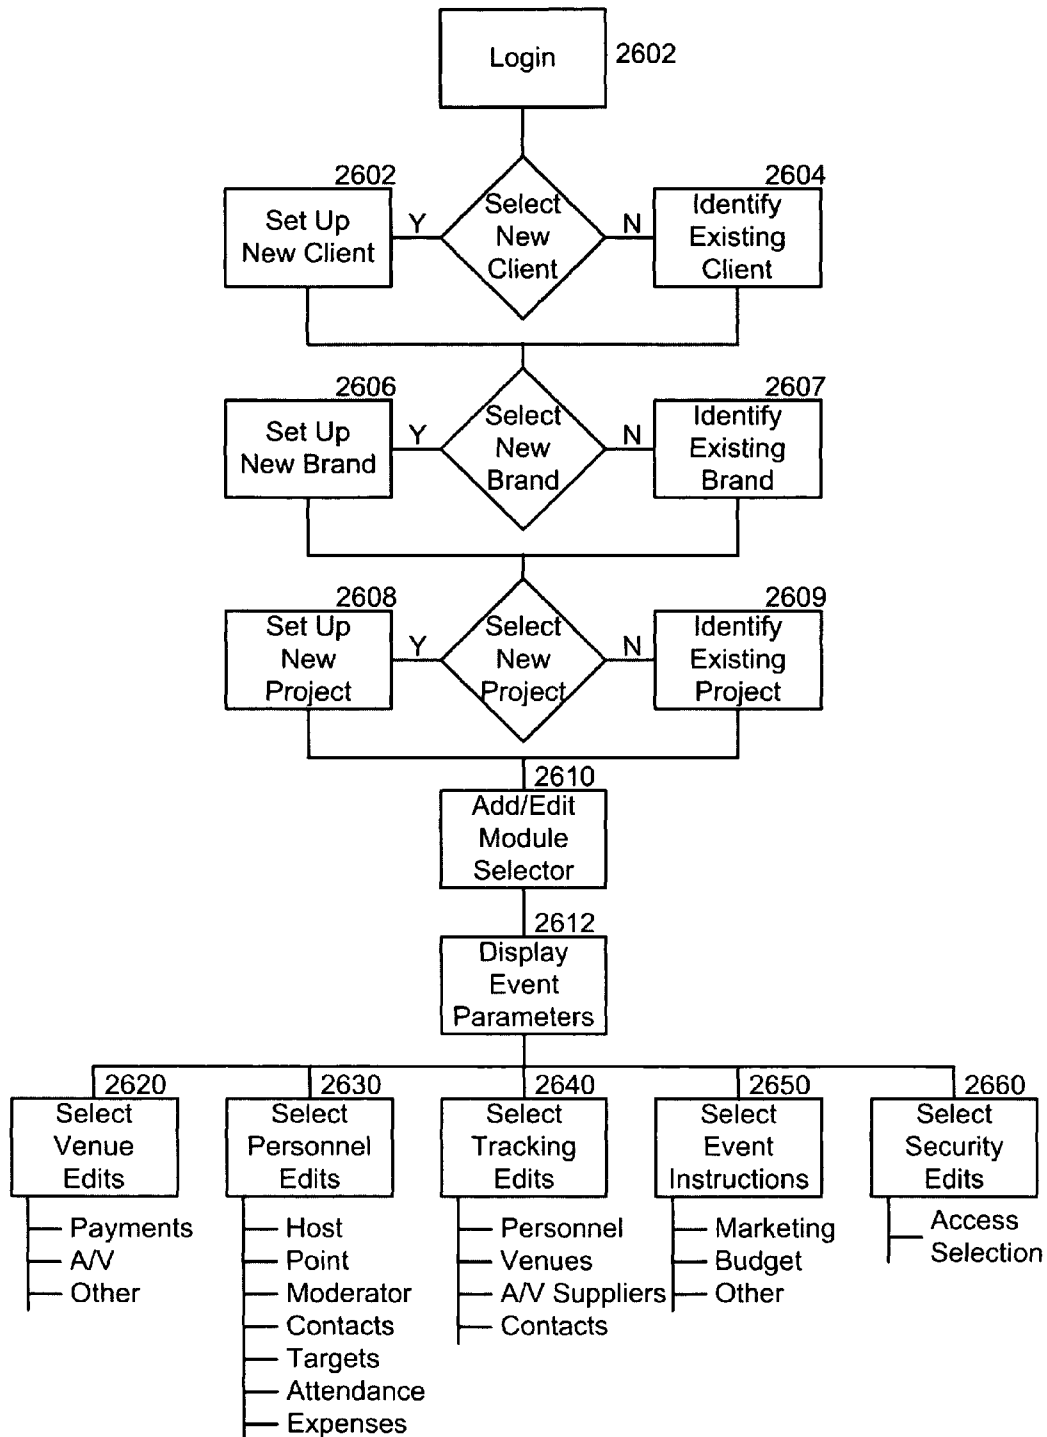 Login
2602
2602
Set Up
New Client
Y
Select
New
Client
N
2604
Identify
Existing
Client
2606
Set Up
New Brand
Y
Select
New
Brand
N
2607
Identify
Existing
Brand
2608
Set Up
New
Project
Y
Select
New
Project
N
2609
Identify
Existing
Project
2610
Add/Edit
Module
Selector
2612
Display
Event
Parameters
2620
Select
Venue
Edits
Payments
A/V
Other
2630
Select
Personnel
Edits
Host
Point
Moderator
Contacts
Targets
Attendance
Expenses
2640
Select
Tracking
Edits
Personnel
Venues
A/V Suppliers
Contacts
2650
Select
Event
Instructions
Marketing
Budget
Other
2660
Select
Security
Edits
Access
Selection